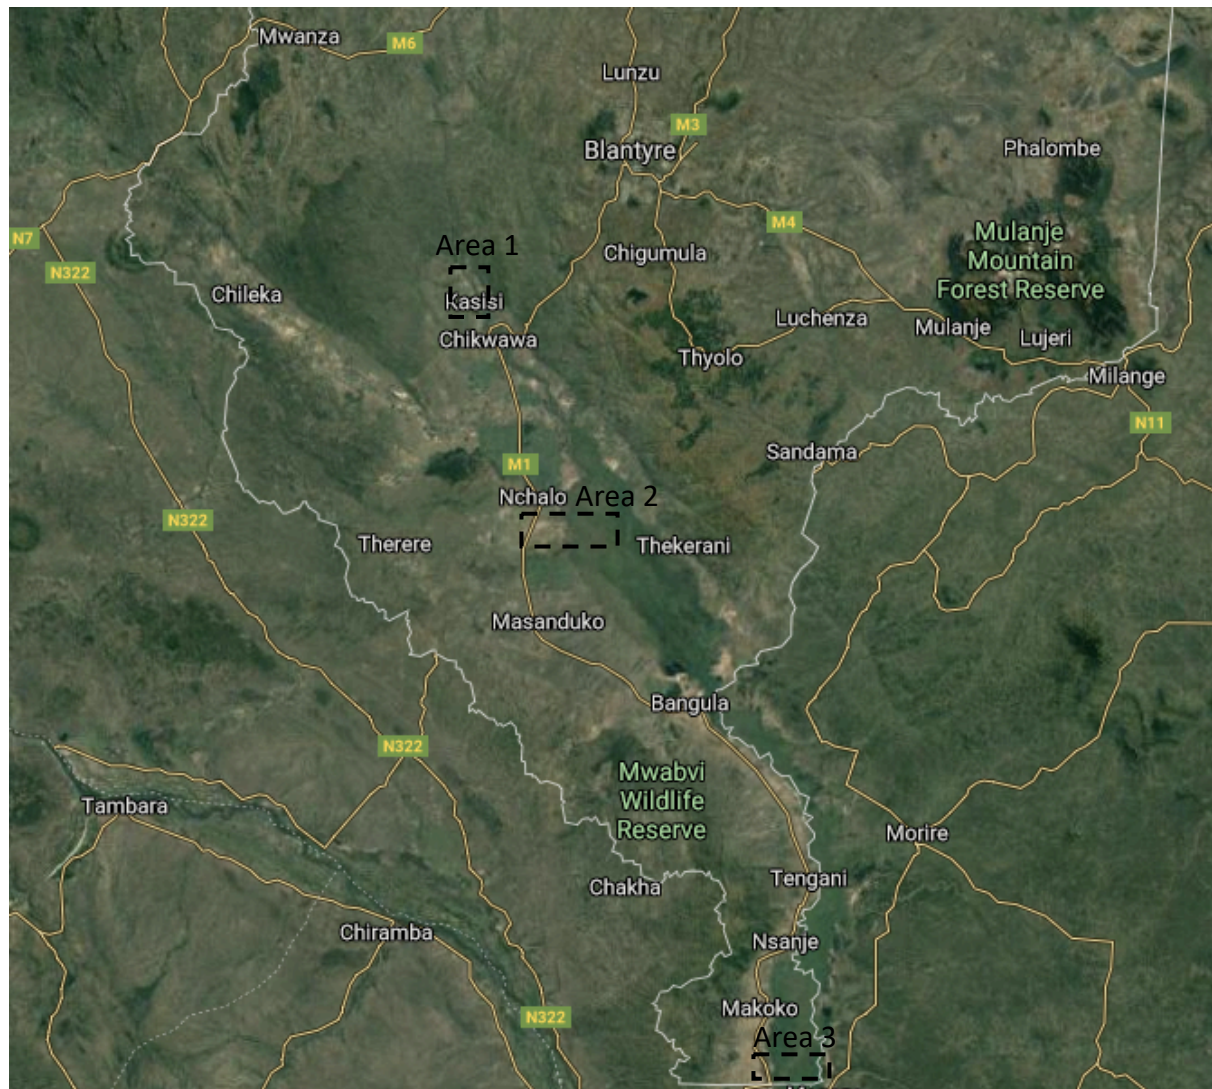 Mwanza
M6
Lunzu
M3
Blantyre
Phalombe
M4
N7
Area 1
Chigumula
Mulanje
Mountain
Forest Reserve
N322
Chileka
Kasisi
Luchenza
Mulanje
Lujeri
Chikwawa
Thyolo
Milange
N11
Sandama
M1
Nchalo
Area 2
N322
Therere
Thekerani
Masanduko
Bangula
N322
Mwabvi
Wildlife
Reserve
Tambara
Morire
Chakha
Tengani
Chiramba
Nsanje
Makoko
N322
Area 3